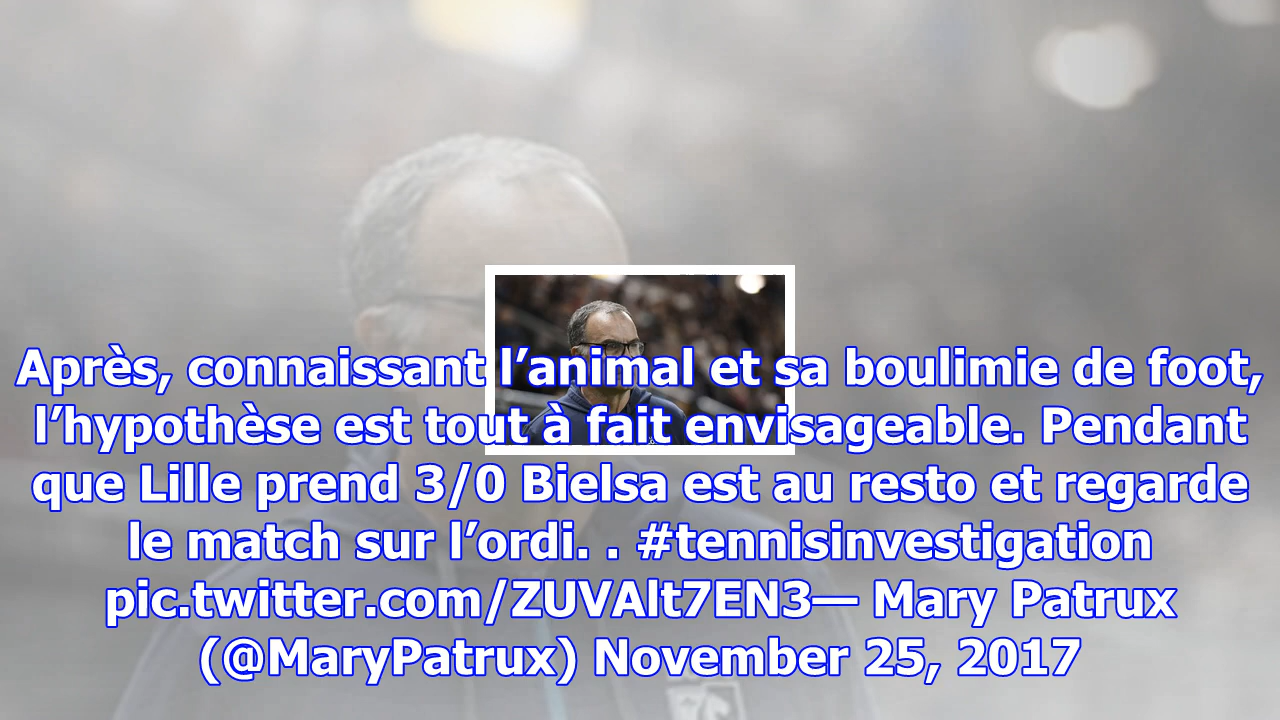 Après, connaissant l’animal et sa boulimie de foot,
l’hypothèse est tout à fait envisageable. Pendant
que Lille prend 3/0 Bielsa est au resto et regarde
le match sur l’ordi. . #tennisinvestigation
pic.twitter.com/ZUVAlt7EN3— Mary Patrux
(@MaryPatrux) November 25, 2017